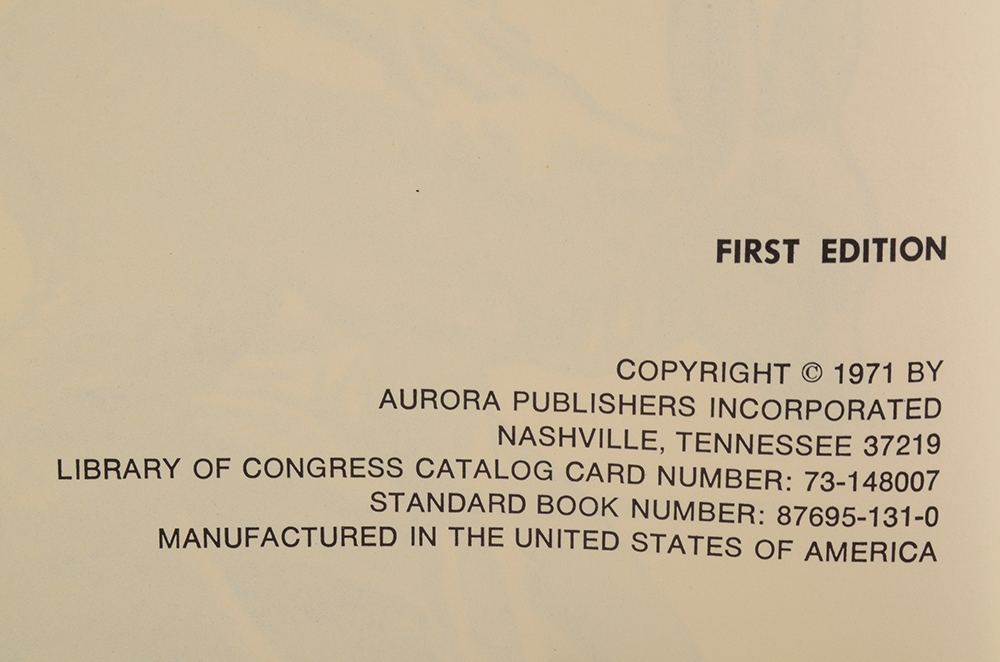 FIRST EDITION
COPYRIGHT © 1971 BY
AURORA PUBLISHERS INCORPORATED
NASHVILLE, TENNESSEE 37219
LIBRARY OF CONGRESS CATALOG CARD NUMBER: 73-148007
STANDARD BOOK NUMBER: 87695-131-0
MANUFACTURED IN THE UNITED STATES OF AMERICA